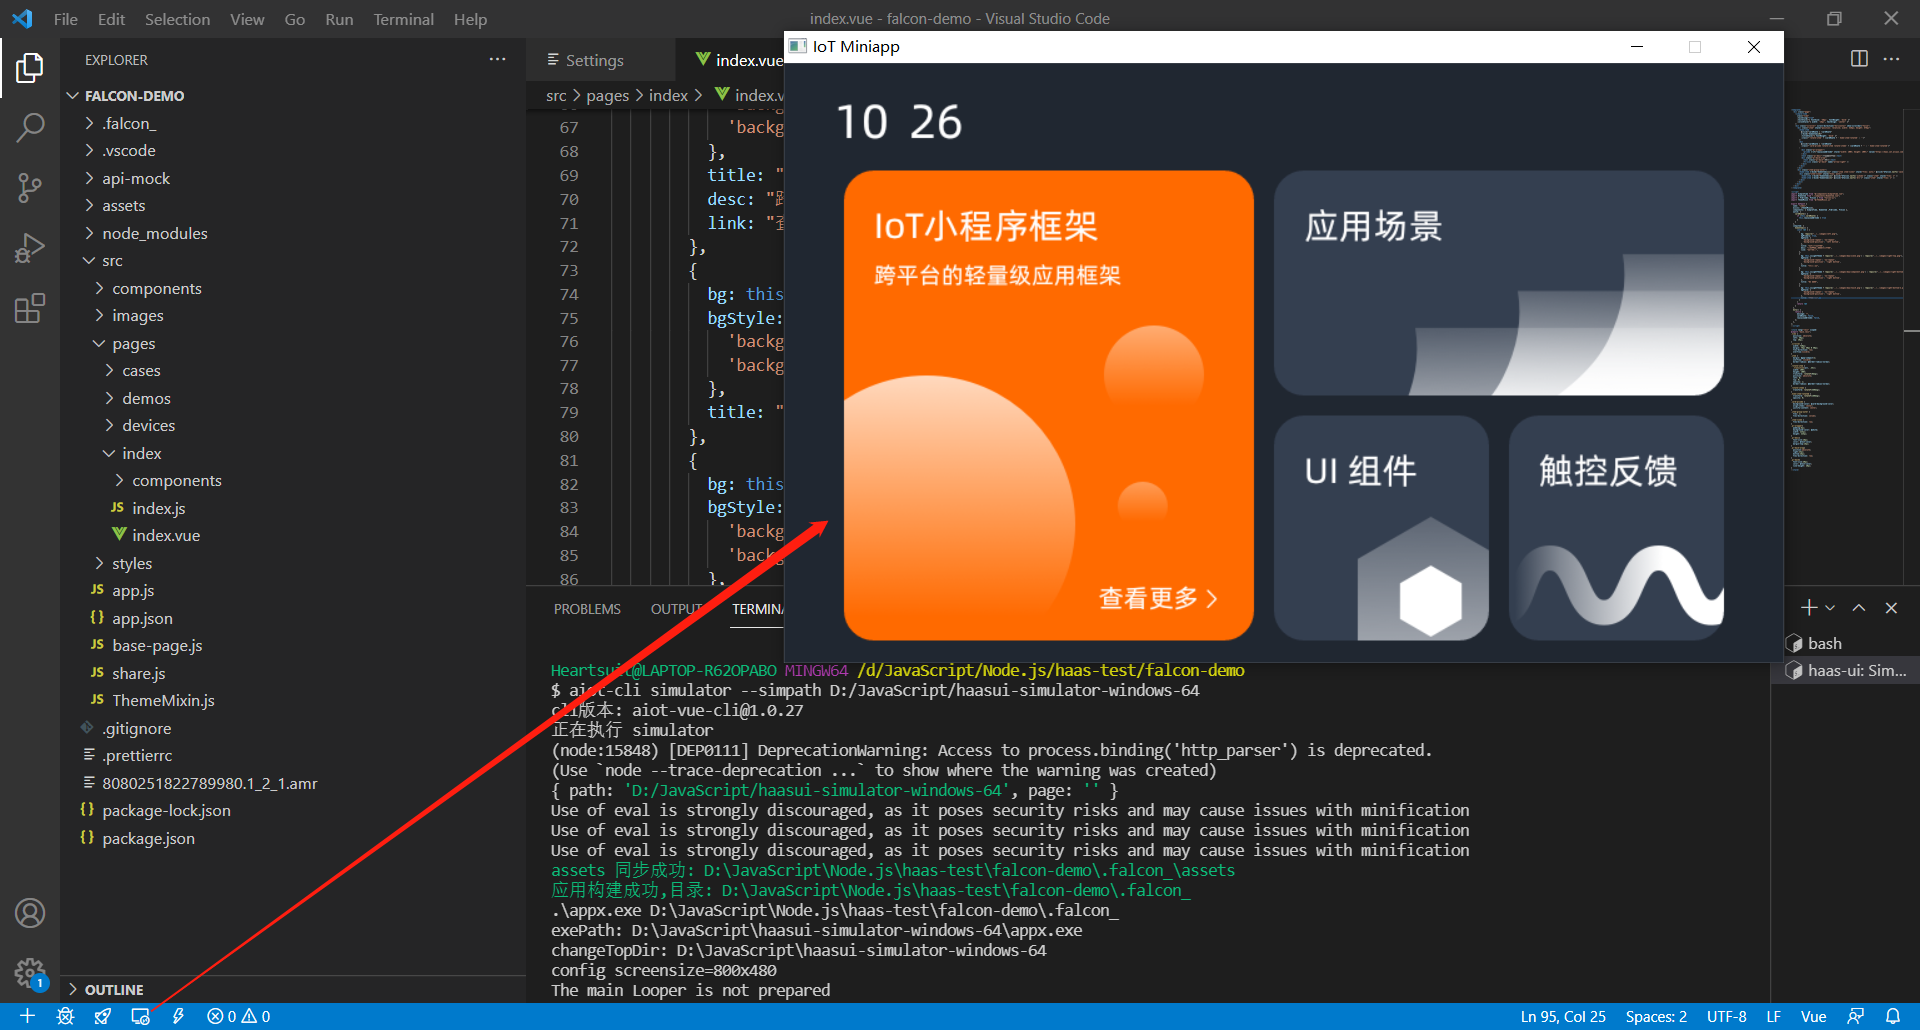 File Edit Selection View Go Run Terminal Help
index.vue - falcon-demo - Visual Studio Code
EXPLORER
FALCON-DEMO
.falcon_
.vscode
api-mock
assets
node_modules
src
components
images
pages
cases
demos
devices
index
components
JS index.js
index.vue
styles
JS app.js
{} app.json
JS base-page.js
JS share.js
JS ThemeMixin.js
.gitignore
.prettierrc
8080251822789980.1_2_1.amr
{} package-lock.json
{} package.json
OUTLINE
1
Settings
index.vue
src > pages > index >
67 'backg
68 },
69 title: "
70 desc: "跨
71 link: "查
72 },
73 {
74 bg: this
75 bgStyle:
76 'backg
77 'backg
78 },
79 title: "
80 },
81 {
82 bg: this
83 bgStyle:
84 'backg
85 'backg
86 },
IoT Miniapp
10 26
IoT小程序框架
跨平台的轻量级应用框架
查看更多 >
应用场景
UI 组件
触控反馈
PROBLEMS OUTPUT
bash
haas-ui: Sim...
Heartsuit@LAPTOP-R62OPABO MINGW64 /d/JavaScript/Node.js/haas-test/falcon-demo
$ aiot-cli simulator --simpath D:/JavaScript/haasui-simulator-windows-64
cli版本: aiot-vue-cli@1.0.27
正在执行 simulator
(node:15848) [DEP0111] DeprecationWarning: Access to process.binding('http_parser') is deprecated.
(Use `node --trace-deprecation ...` to show where the warning was created)
{ path: 'D:/JavaScript/haasui-simulator-windows-64', page: '' }
Use of eval is strongly discouraged, as it poses security risks and may cause issues with minification
Use of eval is strongly discouraged, as it poses security risks and may cause issues with minification
Use of eval is strongly discouraged, as it poses security risks and may cause issues with minification
assets 同步成功: D:\JavaScript\Node.js\haas-test\falcon-demo\.falcon_\assets
应用构建成功,目录: D:\JavaScript\Node.js\haas-test\falcon-demo\.falcon_
.\appx.exe D:\JavaScript\Node.js\haas-test\falcon-demo\.falcon_
exePath: D:\JavaScript\haasui-simulator-windows-64\appx.exe
changeTopDir: D:\JavaScript\haasui-simulator-windows-64
config screensize=800x480
The main Looper is not prepared
0 0
Ln 95, Col 25 Spaces: 2 UTF-8 LF Vue